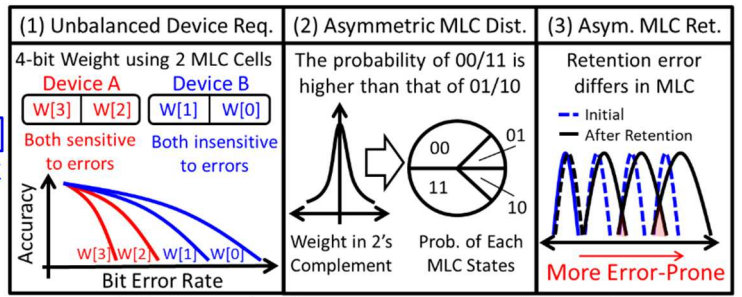 (1) Unbalanced Device Req.
4-bit Weight using 2 MLC Cells
Device A
Device B
W[3] W[2]
W[1] W[0]
Both sensitive
to errors
Both insensitive
to errors
Accuracy
W[3] W[2] W[1] W[0]
Bit Error Rate
(2) Asymmetric MLC Dist.
The probability of 00/11 is
higher than that of 01/10
00
01
11
10
Weight in 2's
Complement
Prob. of Each
MLC States
(3) Asym. MLC Ret.
Retention error
differs in MLC
Initial
After Retention
More Error-Prone